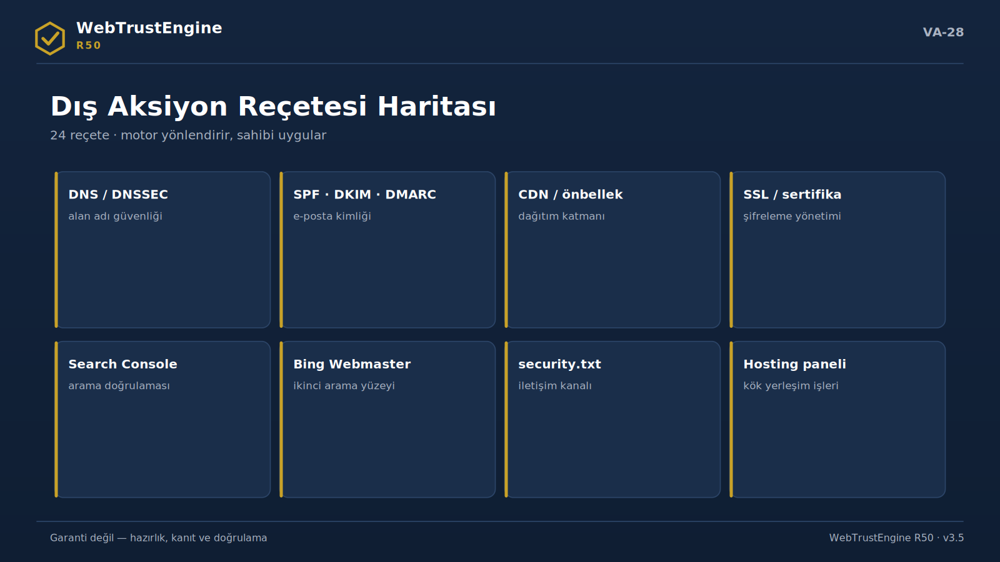 WebTrustEngine
R50
VA-28
Dış Aksiyon Reçetesi Haritası
24 reçete · motor yönlendirir, sahibi uygular
DNS / DNSSEC
alan adı güvenliği
SPF · DKIM · DMARC
e-posta kimliği
CDN / önbellek
dağıtım katmanı
SSL / sertifika
şifreleme yönetimi
Search Console
arama doğrulaması
Bing Webmaster
ikinci arama yüzeyi
security.txt
iletişim kanalı
Hosting paneli
kök yerleşim işleri
Garanti değil — hazırlık, kanıt ve doğrulama
WebTrustEngine R50 · v3.5